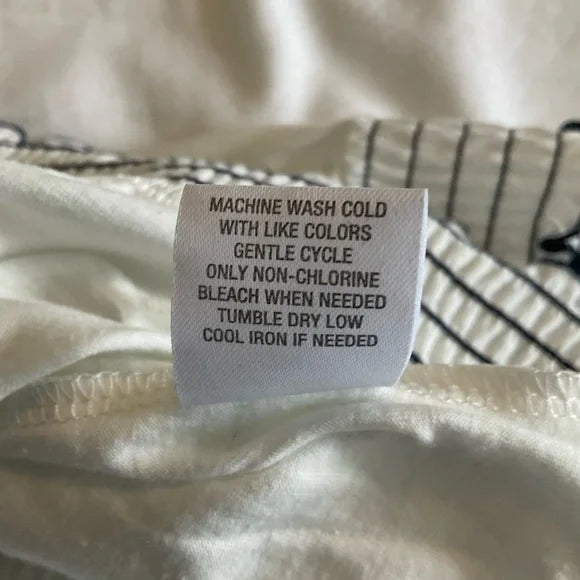 MACHINE WASH COLD
WITH LIKE COLORS
GENTLE CYCLE
ONLY NON-CHLORINE
BLEACH WHEN NEEDED
TUMBLE DRY LOW
COOL IRON IF NEEDED